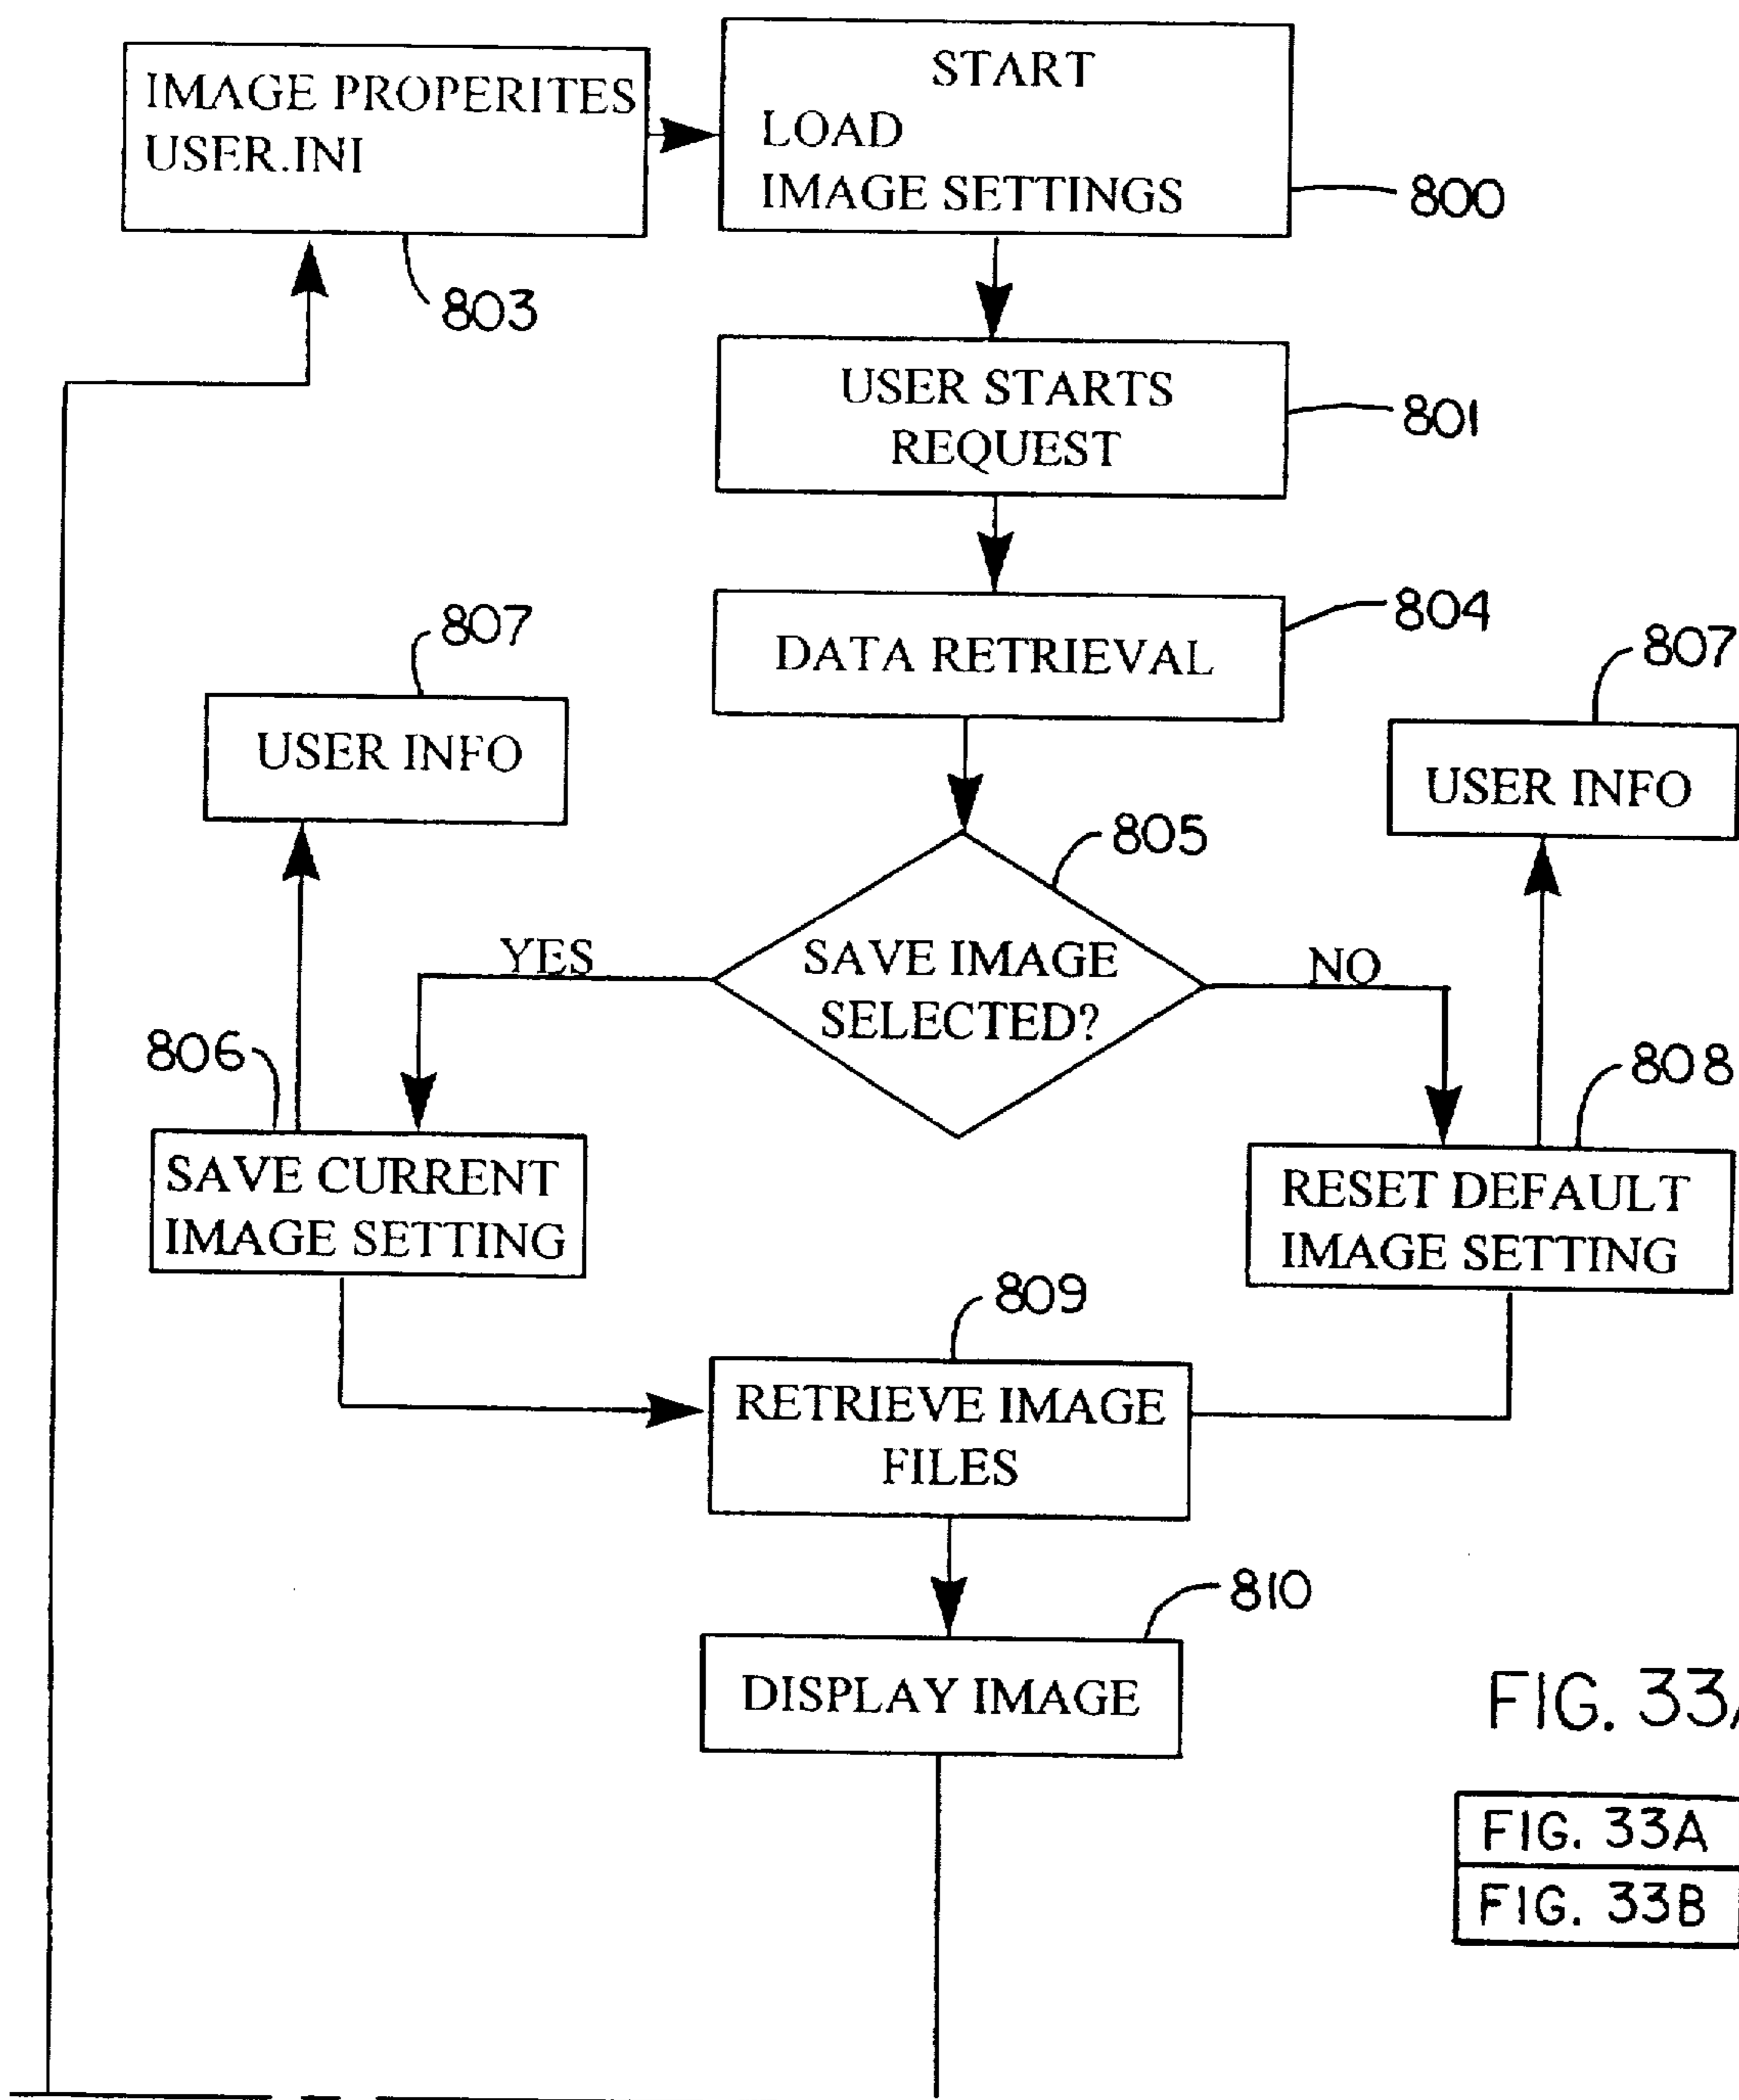 IMAGE PROPERITES
USER.INI
START
LOAD
IMAGE SETTINGS
800
803
USER STARTS
REQUEST
801
DATA RETRIEVAL
804
807
USER INFO
807
USER INFO
805
SAVE IMAGE
SELECTED?
YES
NO
806
SAVE CURRENT
IMAGE SETTING
808
RESET DEFAULT
IMAGE SETTING
809
RETRIEVE IMAGE
FILES
810
DISPLAY IMAGE
FIG. 33A
FIG. 33A
FIG. 33B